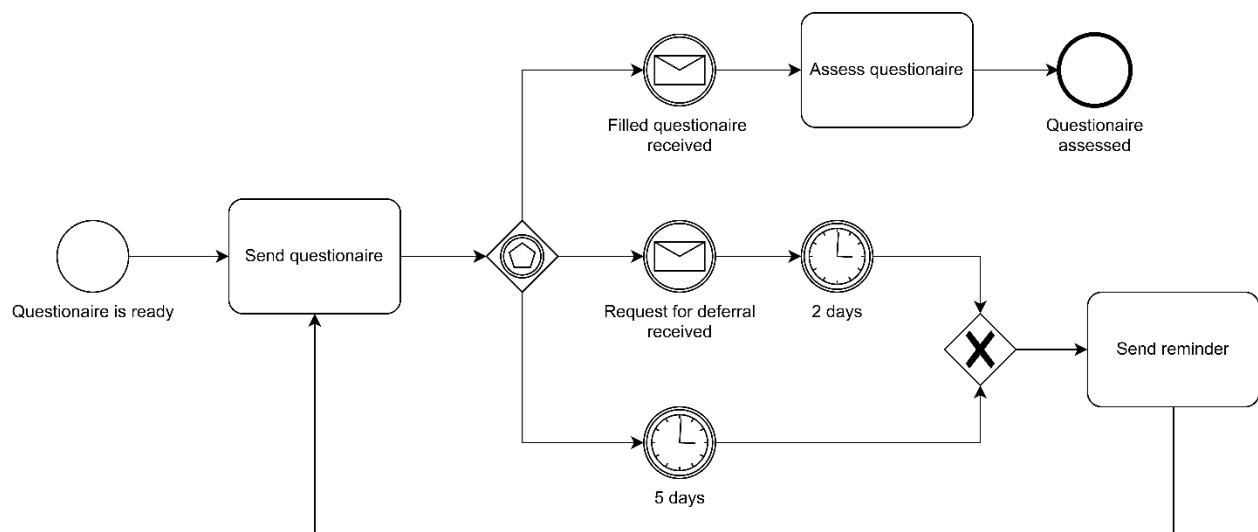 Filled questionaire
received
Assess questionaire
Questionaire
assessed
Questionaire is ready
Send questionaire
Request for deferral
received
2 days
Send reminder
5 days